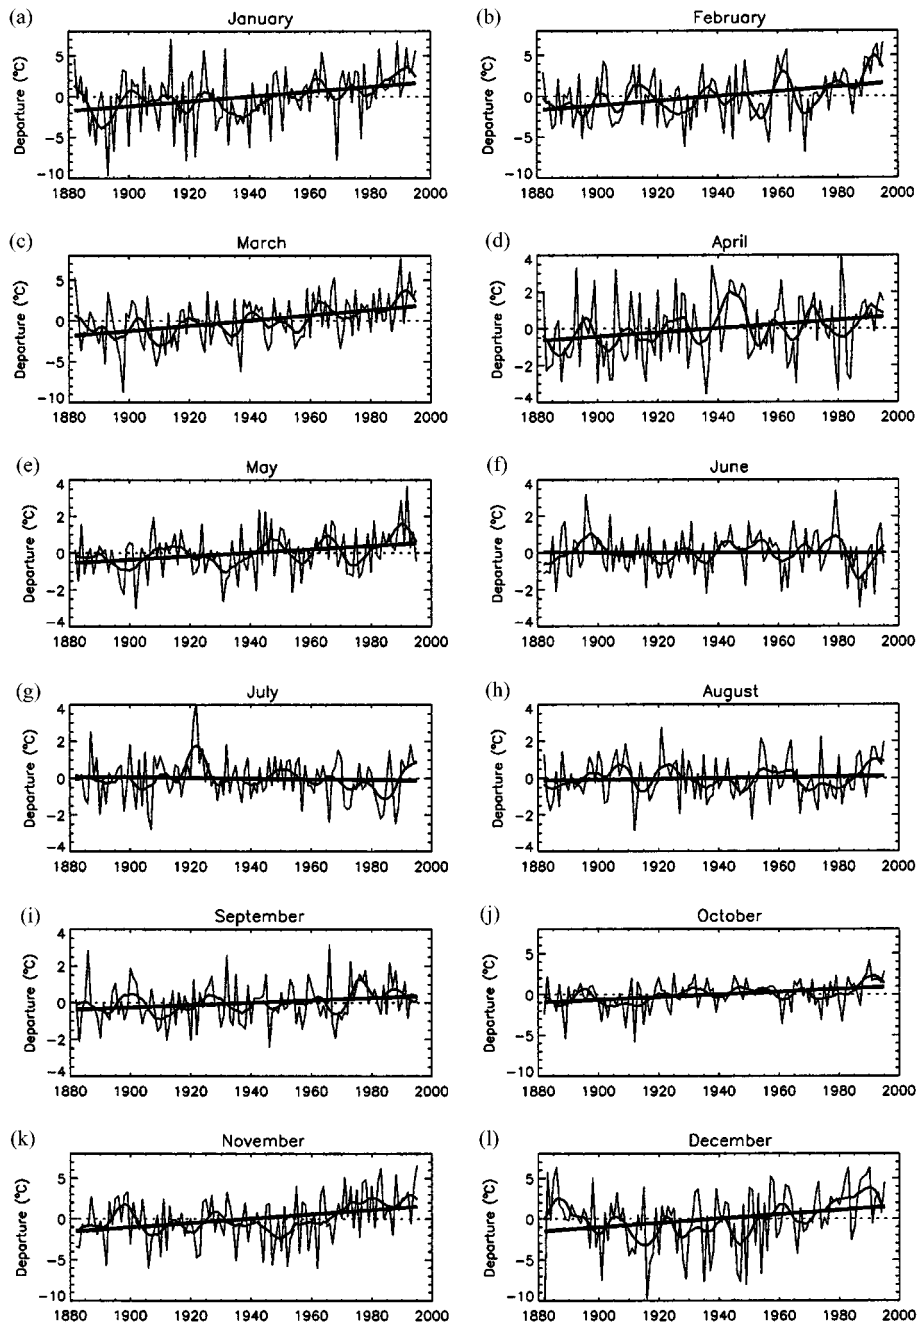 (a) January (b) February
Departure (°C) Departure (°C)
5 5
0 0
-5 -5
-10 -10
1880 1900 1920 1940 1960 1980 2000 1880 1900 1920 1940 1960 1980 2000
(c) March (d) April
Departure (°C) Departure (°C)
5 4
0 2
-5 0
-10 -2
-4
1880 1900 1920 1940 1960 1980 2000 1880 1900 1920 1940 1960 1980 2000
(e) May (f) June
Departure (°C) Departure (°C)
4 4
2 2
0 0
-2 -2
-4 -4
1880 1900 1920 1940 1960 1980 2000 1880 1900 1920 1940 1960 1980 2000
(g) July (h) August
Departure (°C) Departure (°C)
4 4
2 2
0 0
-2 -2
-4 -4
1880 1900 1920 1940 1960 1980 2000 1880 1900 1920 1940 1960 1980 2000
(i) September (j) October
Departure (°C) Departure (°C)
4 5
2 0
0 -5
-2 -10
-4
1880 1900 1920 1940 1960 1980 2000 1880 1900 1920 1940 1960 1980 2000
(k) November (l) December
Departure (°C) Departure (°C)
5 5
0 0
-5 -5
-10 -10
1880 1900 1920 1940 1960 1980 2000 1880 1900 1920 1940 1960 1980 2000